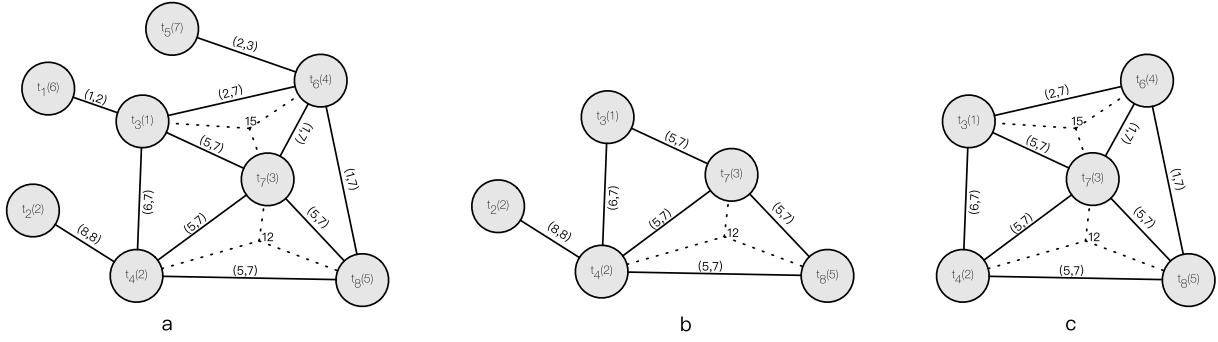 t5(7)
(2,3)
t1(6)
(1,2)
t6(4)
(2,7)
t3(1)
15
(5,7)
(1,7)
t7(3)
(1,7)
(6,7)
t2(2)
(8,8)
(5,7)
(5,7)
12
t4(2)
(5,7)
t8(5)
a
t3(1)
(5,7)
t7(3)
(6,7)
t2(2)
(8,8)
(5,7)
(5,7)
12
t4(2)
(5,7)
t8(5)
b
t6(4)
(2,7)
t3(1)
15
(5,7)
(1,7)
t7(3)
(1,7)
(6,7)
(5,7)
(5,7)
12
t4(2)
(5,7)
t8(5)
c